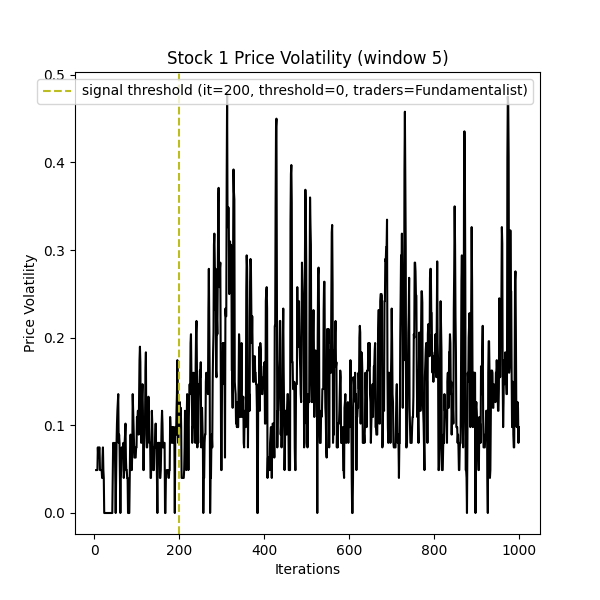 Stock 1 Price Volatility (window 5)
signal threshold (it=200, threshold=0, traders=Fundamentalist)
Price Volatility
0.5
0.4
0.3
0.2
0.1
0.0
0 200 400 600 800 1000
Iterations